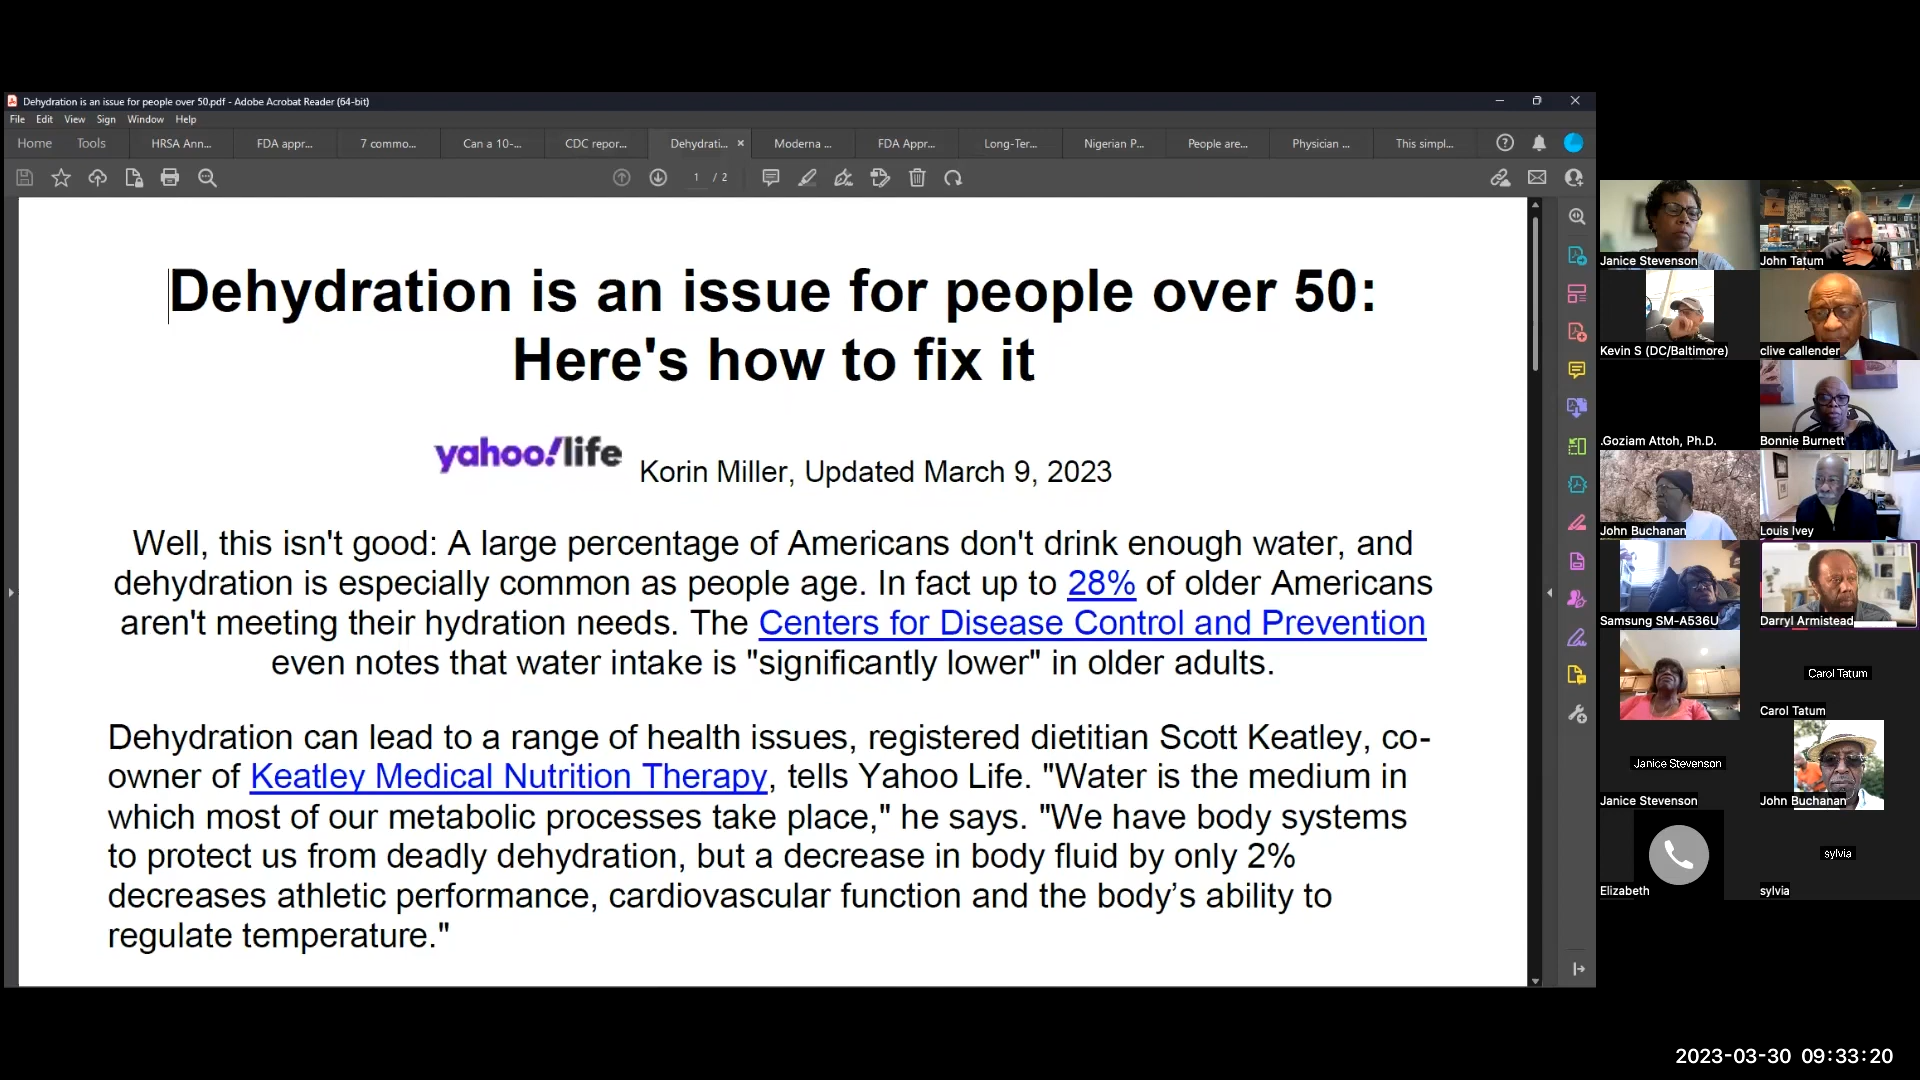 Dehydration is an issue for people over 50.pdf - Adobe Acrobat Reader (64-bit)
File Edit View Sign Window Help
Home Tools HRSA Ann... FDA appr... 7 commo... Can a 10-... CDC repor... Dehydrati... Moderna ... FDA Appr... Long-Ter... Nigerian P... People are... Physician ... This simpl...
1 / 2
Dehydration is an issue for people over 50:
Here's how to fix it
yahoo!life Korin Miller, Updated March 9, 2023
Well, this isn't good: A large percentage of Americans don't drink enough water, and
dehydration is especially common as people age. In fact up to 28% of older Americans
aren't meeting their hydration needs. The Centers for Disease Control and Prevention
even notes that water intake is "significantly lower" in older adults.
Dehydration can lead to a range of health issues, registered dietitian Scott Keatley, co-
owner of Keatley Medical Nutrition Therapy, tells Yahoo Life. "Water is the medium in
which most of our metabolic processes take place," he says. "We have body systems
to protect us from deadly dehydration, but a decrease in body fluid by only 2%
decreases athletic performance, cardiovascular function and the body’s ability to
regulate temperature."
Janice Stevenson
John Tatum
Kevin S (DC/Baltimore)
clive callender
.Goziam Attoh, Ph.D.
Bonnie Burnett
John Buchanan
Louis Ivey
Samsung SM-A536U
Darryl Armistead
Carol Tatum
Carol Tatum
Janice Stevenson
Janice Stevenson
John Buchanan
Elizabeth
sylvia
sylvia
2023-03-30 09:33:20